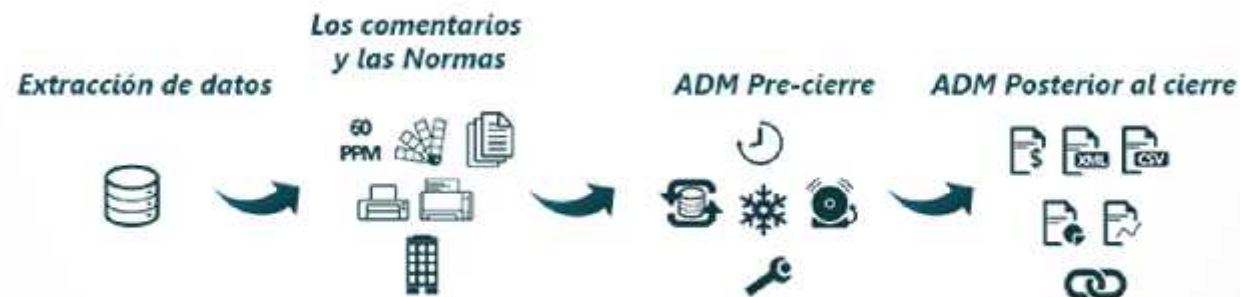 Extracción de datos
Los comentarios
y las Normas
60
PPM
ADM Pre-cierre
ADM Posterior al cierre
$
XML
CSV